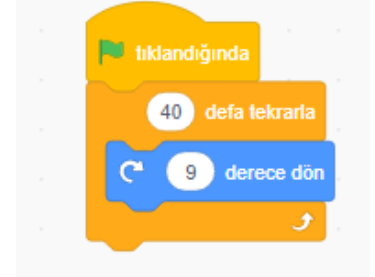 tıklandığında
40 defa tekrarla
9 derece dön